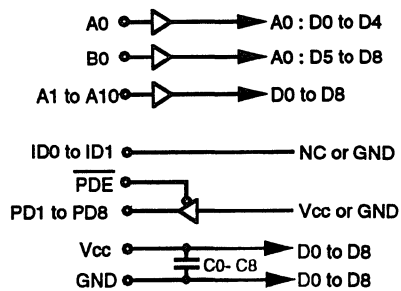 A0 A0 : D0 to D4
B0 A0 : D5 to D8
A1 to A10 D0 to D8
ID0 to ID1 NC or GND
PDE
PD1 to PD8 Vcc or GND
Vcc D0 to D8
C0- C8
GND D0 to D8